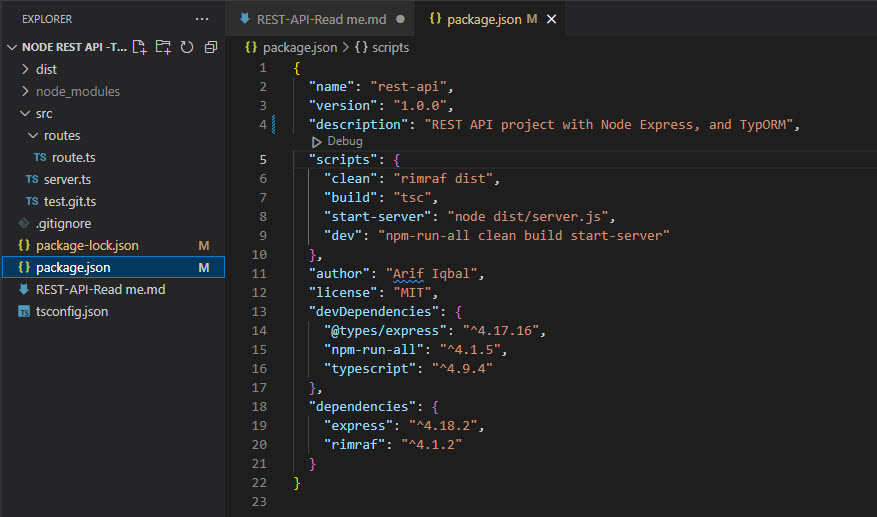 EXPLORER
NODE REST API -T...
dist
node_modules
src
routes
route.ts
server.ts
test.git.ts
.gitignore
package-lock.json M
package.json M
REST-API-Read me.md
tsconfig.json
REST-API-Read me.md
package.json M
package.json > {} scripts
1 {
2 "name": "rest-api",
3 "version": "1.0.0",
4 "description": "REST API project with Node Express, and TypORM",
Debug
5 "scripts": {
6 "clean": "rimraf dist",
7 "build": "tsc",
8 "start-server": "node dist/server.js",
9 "dev": "npm-run-all clean build start-server"
10 },
11 "author": "Arif Iqbal",
12 "license": "MIT",
13 "devDependencies": {
14 "@types/express": "^4.17.16",
15 "npm-run-all": "^4.1.5",
16 "typescript": "^4.9.4"
17 },
18 "dependencies": {
19 "express": "^4.18.2",
20 "rimraf": "^4.1.2"
21 }
22 }
23